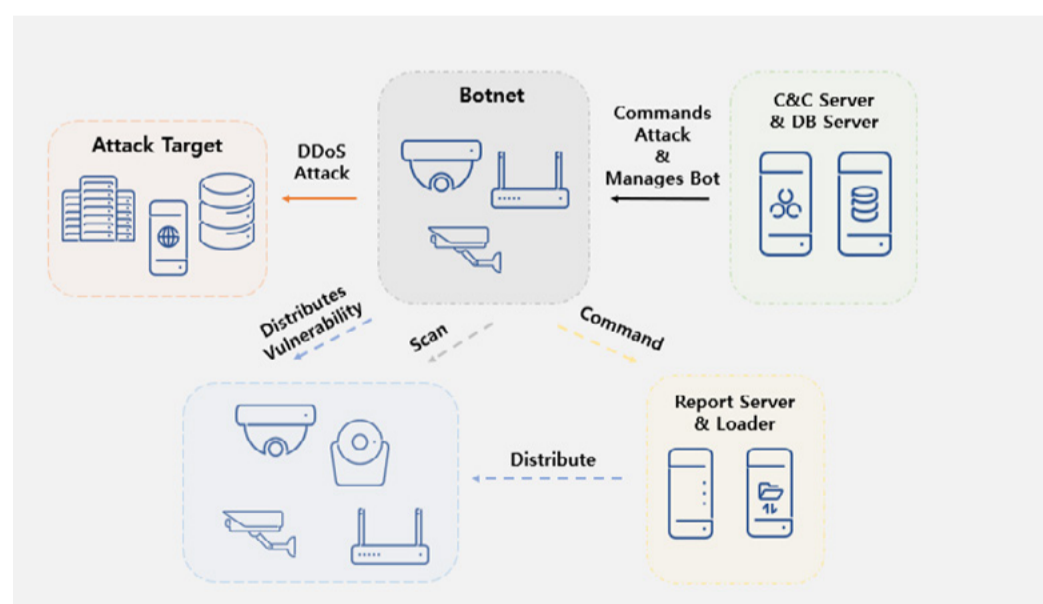 Botnet
C&C Server
& DB Server
Commands
Attack
&
Manages Bot
Attack Target
DDoS
Attack
Distributes
Vulnerability
Scan
Command
Report Server
& Loader
Distribute